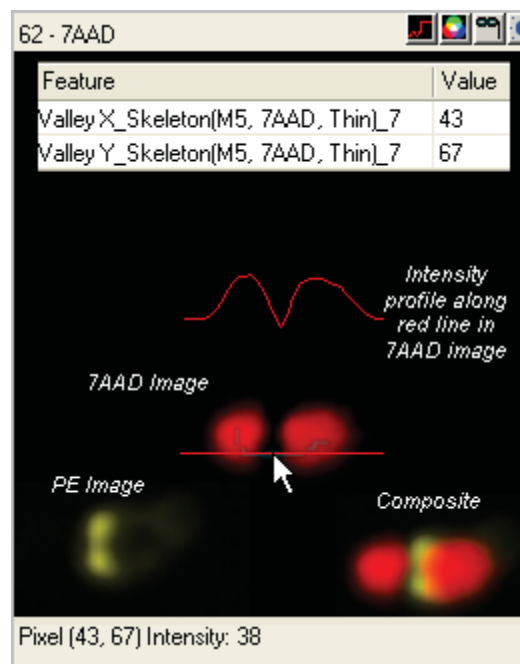 62 - 7AAD
Feature Value
Valley X_Skeleton(M5, 7AAD, Thin)_7 43
Valley Y_Skeleton(M5, 7AAD, Thin)_7 67
Intensity
profile along
red line in
7AAD image
7AAD Image
PE Image
Composite
Pixel (43, 67) Intensity: 38